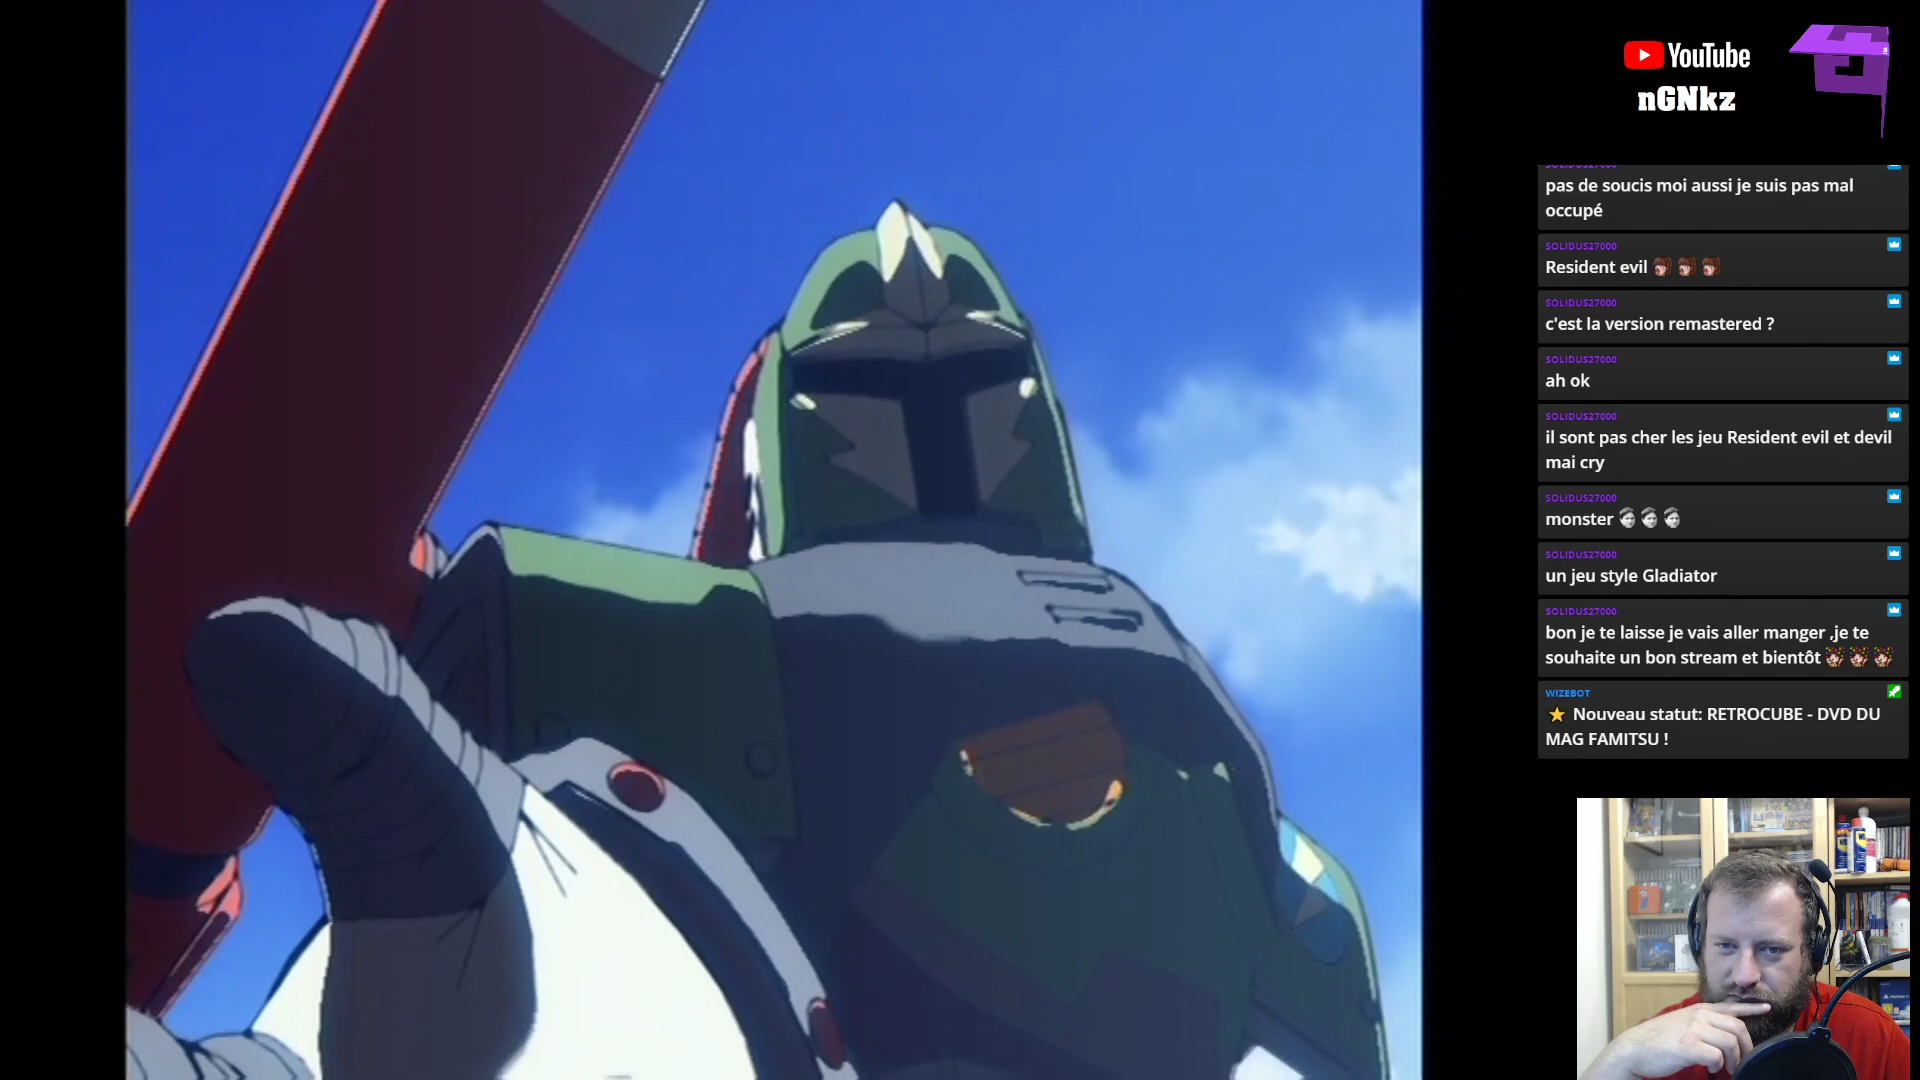 YouTube
nGNkz
SOLIDUS27000
pas de soucis moi aussi je suis pas mal
occupé
SOLIDUS27000
Resident evil
SOLIDUS27000
c'est la version remastered ?
SOLIDUS27000
ah ok
SOLIDUS27000
il sont pas cher les jeu Resident evil et devil
mai cry
SOLIDUS27000
monster
SOLIDUS27000
un jeu style Gladiator
SOLIDUS27000
bon je te laisse je vais aller manger ,je te
souhaite un bon stream et bientôt
WIZEBOT
Nouveau statut: RETROCUBE - DVD DU
MAG FAMITSU !